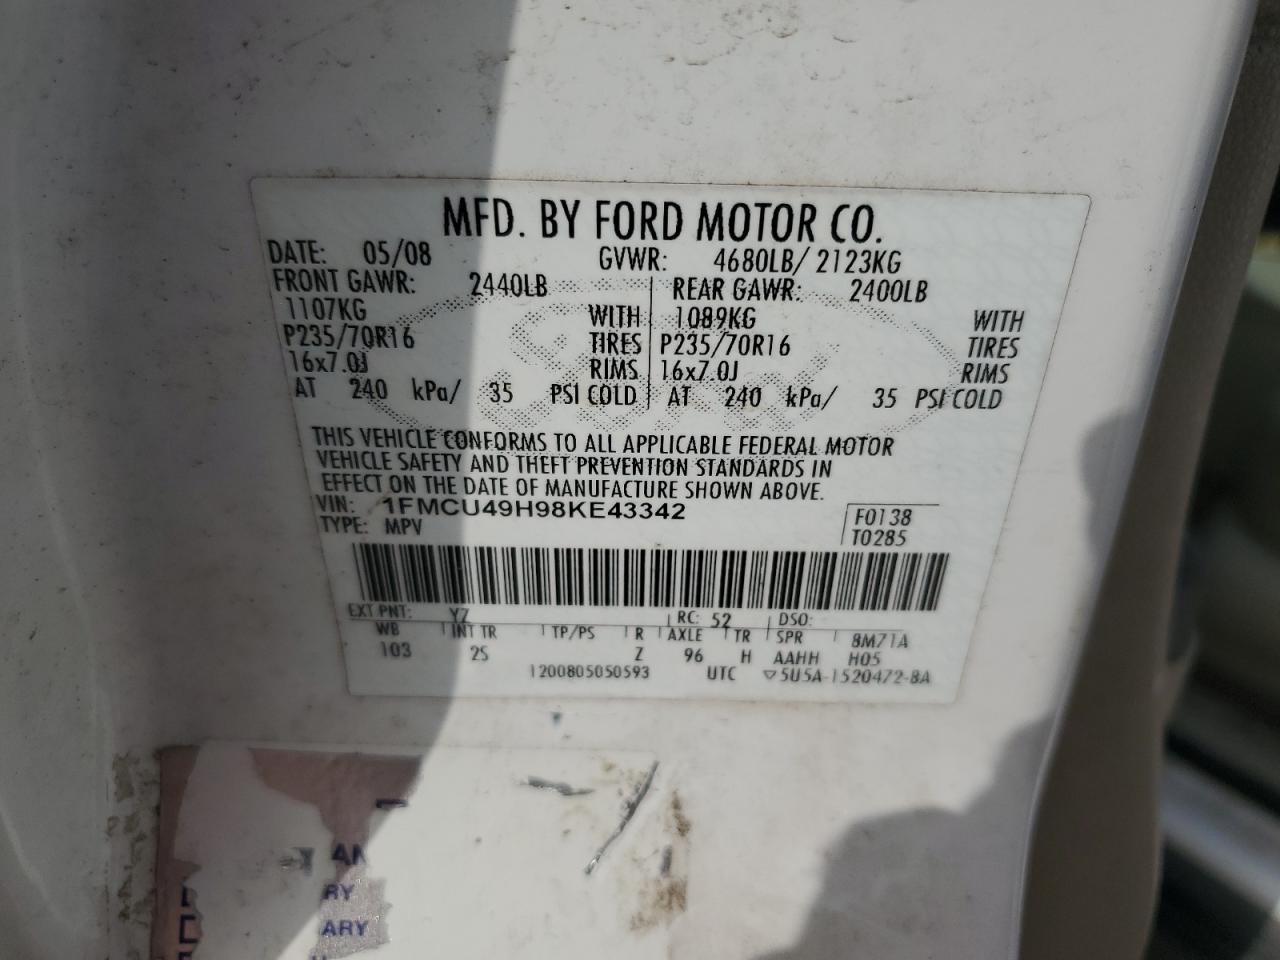 MFD. BY FORD MOTOR CO.
DATE: 05/08 GVWR: 4680LB/ 2123KG
FRONT GAWR: 2440LB REAR GAWR: 2400LB
1107KG WITH 1089KG WITH
P235/70R16 TIRES P235/70R16 TIRES
16x7.0J RIMS 16x7.0J RIMS
AT 240 kPa/ 35 PSI COLD AT 240 kPa/ 35 PSI COLD
THIS VEHICLE CONFORMS TO ALL APPLICABLE FEDERAL MOTOR
VEHICLE SAFETY AND THEFT PREVENTION STANDARDS IN
EFFECT ON THE DATE OF MANUFACTURE SHOWN ABOVE.
VIN: 1FMCU49H98KE43342 F0138
TYPE: MPV T0285
EXT PNT: YZ RC: 52 DSO:
WB INT TR TP/PS R AXLE TR SPR 8M71A
103 2S Z 96 H AAHH H05
1200805050593 UTC ▽5U5A-1520472-BA
AN
RY
ARY